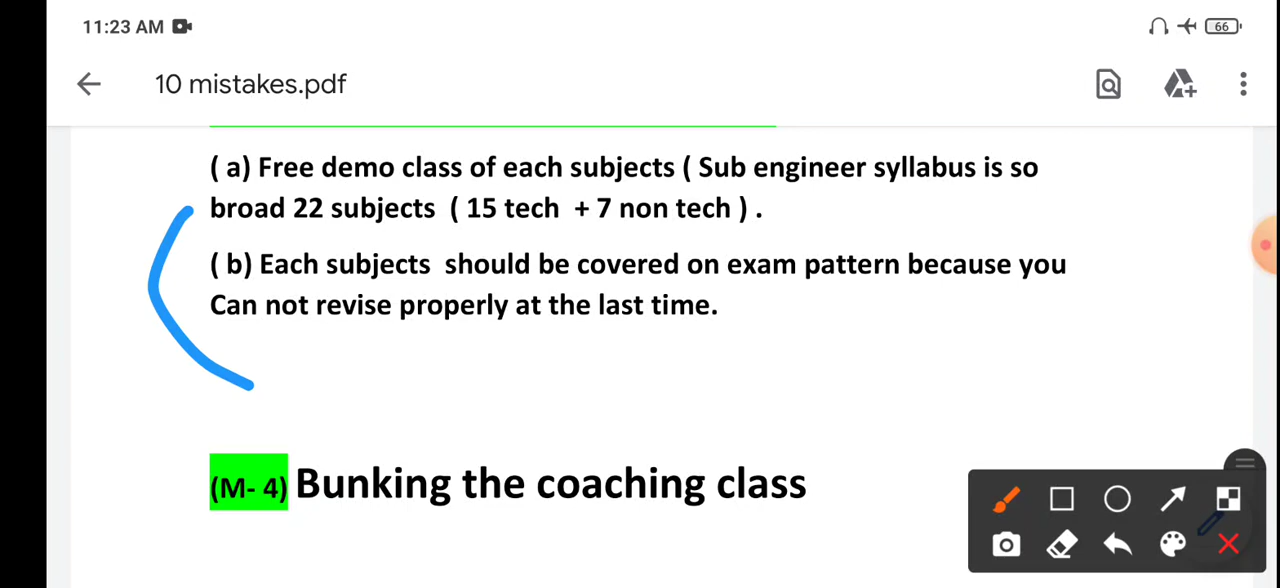 11:23 AM
66
10 mistakes.pdf
( a) Free demo class of each subjects ( Sub engineer syllabus is so
broad 22 subjects ( 15 tech + 7 non tech ) .
( b) Each subjects should be covered on exam pattern because you
Can not revise properly at the last time.
(M- 4) Bunking the coaching class